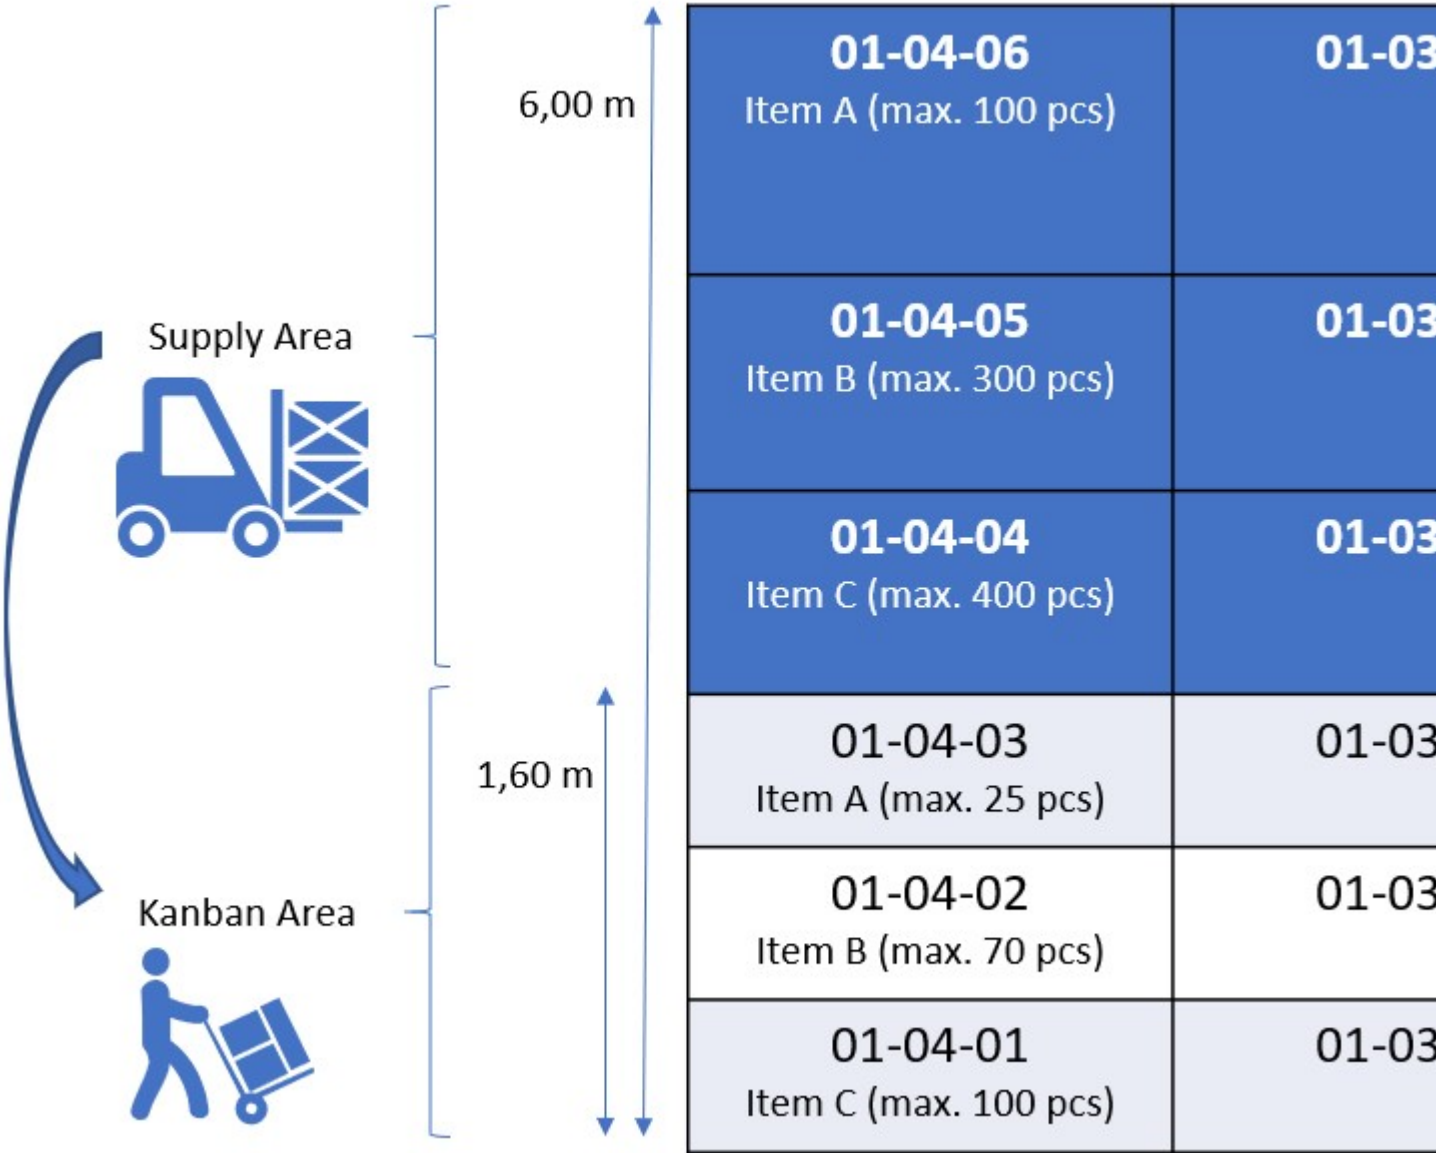 01-04-06 01-03
Item A (max. 100 pcs)
6,00 m
01-04-05 01-03
Supply Area
Item B (max. 300 pcs)
01-04-04 01-03
Item C (max. 400 pcs)
01-04-03 01-03
1,60 m
Item A (max. 25 pcs)
Kanban Area
01-04-02 01-03
Item B (max. 70 pcs)
01-04-01 01-03
Item C (max. 100 pcs)